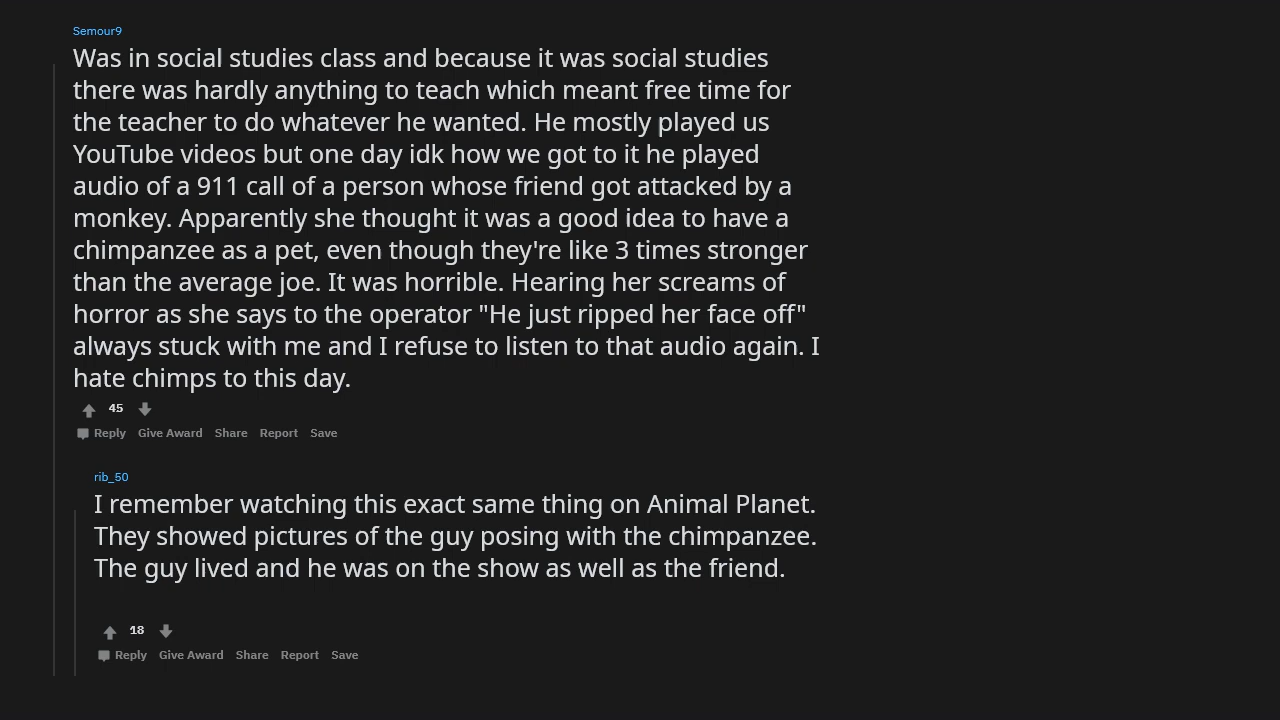 Semour9
Was in social studies class and because it was social studies
there was hardly anything to teach which meant free time for
the teacher to do whatever he wanted. He mostly played us
YouTube videos but one day idk how we got to it he played
audio of a 911 call of a person whose friend got attacked by a
monkey. Apparently she thought it was a good idea to have a
chimpanzee as a pet, even though they're like 3 times stronger
than the average joe. It was horrible. Hearing her screams of
horror as she says to the operator "He just ripped her face off"
always stuck with me and I refuse to listen to that audio again. I
hate chimps to this day.
45
Reply Give Award Share Report Save
rib_50
I remember watching this exact same thing on Animal Planet.
They showed pictures of the guy posing with the chimpanzee.
The guy lived and he was on the show as well as the friend.
18
Reply Give Award Share Report Save